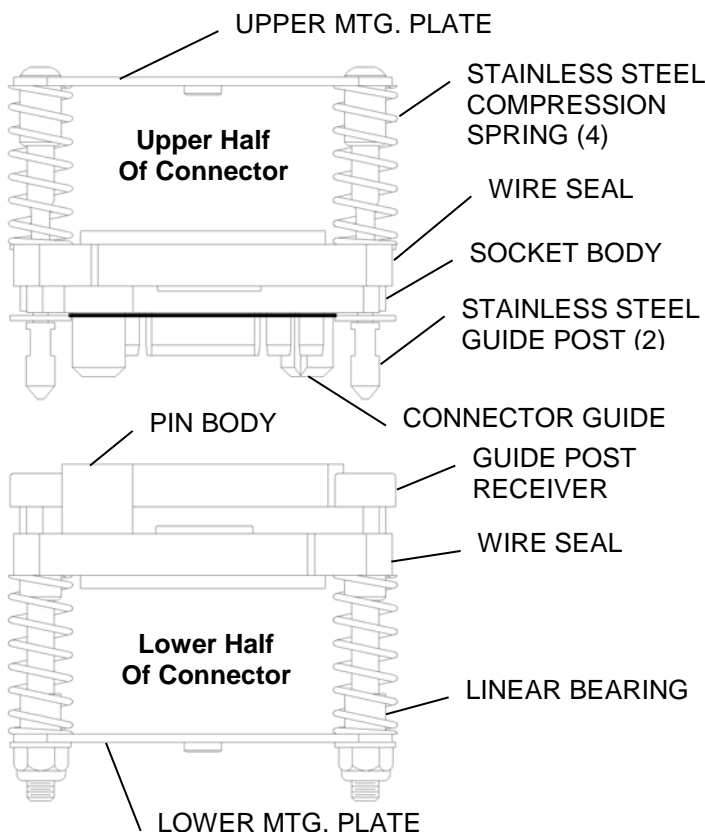 UPPER MTG. PLATE
STAINLESS STEEL
COMPRESSION
SPRING (4)
Upper Half
Of Connector
WIRE SEAL
SOCKET BODY
STAINLESS STEEL
GUIDE POST (2)
CONNECTOR GUIDE
PIN BODY
GUIDE POST
RECEIVER
WIRE SEAL
Lower Half
Of Connector
LINEAR BEARING
LOWER MTG. PLATE